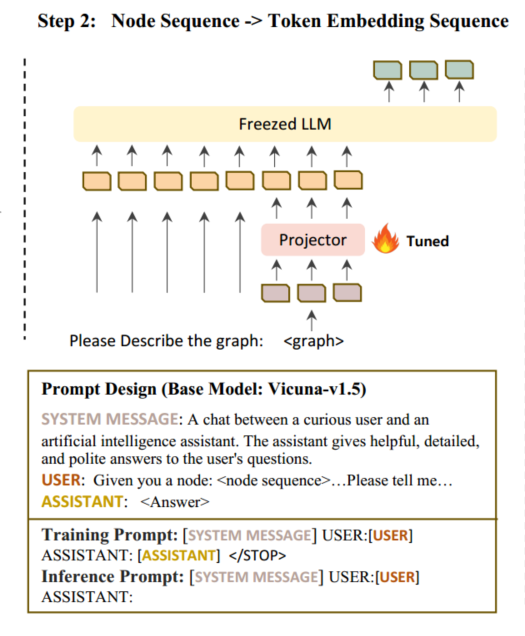 Step 2: Node Sequence -> Token Embedding Sequence
Freezed LLM
Projector
Tuned
Please Describe the graph: <graph>
Prompt Design (Base Model: Vicuna-v1.5)
SYSTEM MESSAGE: A chat between a curious user and an
artificial intelligence assistant. The assistant gives helpful, detailed,
and polite answers to the user's questions.
USER: Given you a node: <node sequence>…Please tell me…
ASSISTANT: <Answer>
Training Prompt: [SYSTEM MESSAGE] USER:[USER]
ASSISTANT: [ASSISTANT] </STOP>
Inference Prompt: [SYSTEM MESSAGE] USER:[USER]
ASSISTANT: